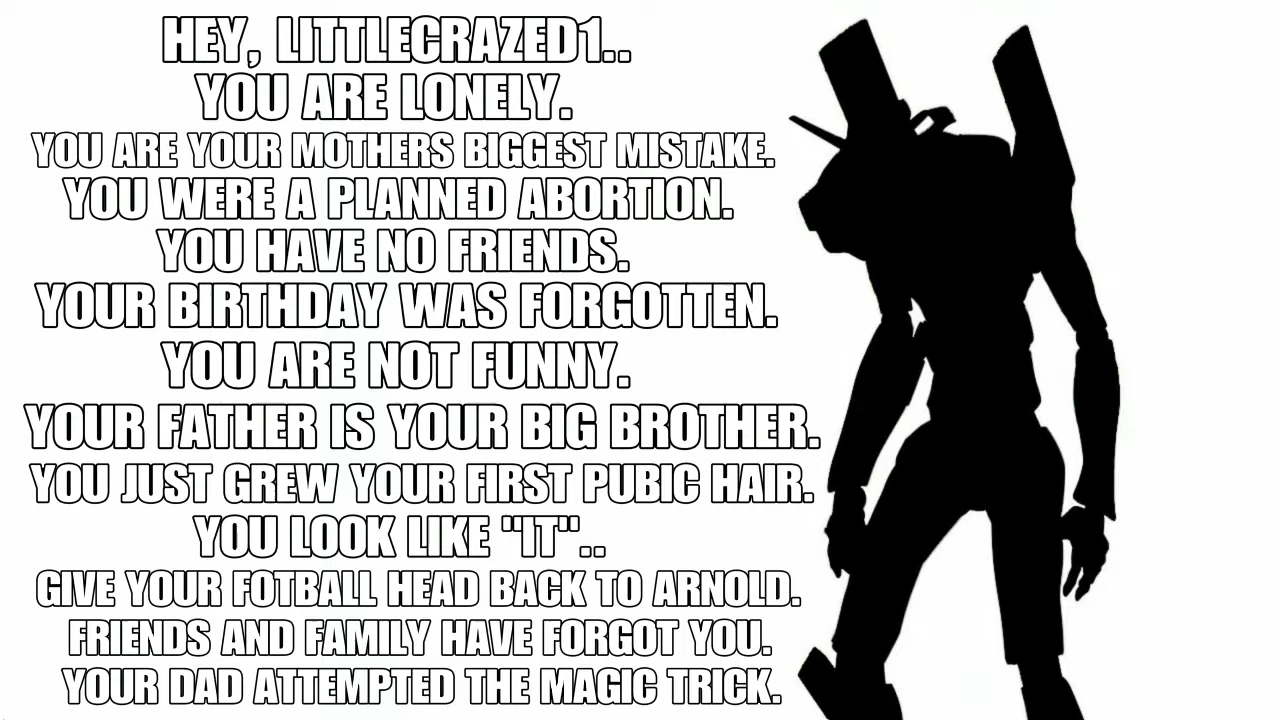 HEY, LITTLECRAZED1..
YOU ARE LONELY.
YOU ARE YOUR MOTHERS BIGGEST MISTAKE.
YOU WERE A PLANNED ABORTION.
YOU HAVE NO FRIENDS.
YOUR BIRTHDAY WAS FORGOTTEN.
YOU ARE NOT FUNNY.
YOUR FATHER IS YOUR BIG BROTHER.
YOU JUST GREW YOUR FIRST PUBIC HAIR.
YOU LOOK LIKE "IT"..
GIVE YOUR FOTBALL HEAD BACK TO ARNOLD.
FRIENDS AND FAMILY HAVE FORGOT YOU.
YOUR DAD ATTEMPTED THE MAGIC TRICK.